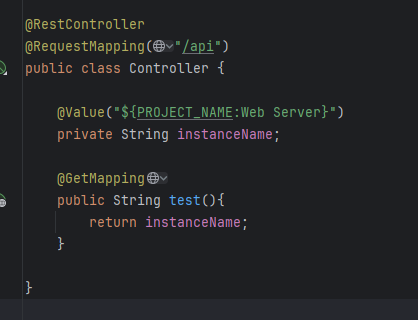 @RestController
@RequestMapping("/api")
public class Controller {
@Value("${PROJECT_NAME:Web Server}")
private String instanceName;
@GetMapping
public String test(){
return instanceName;
}
}